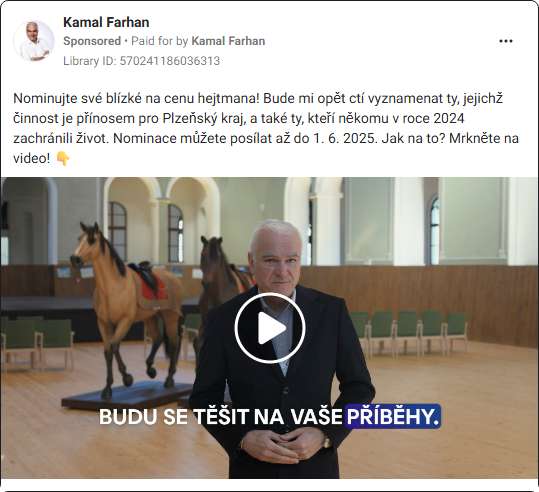 Kamal Farhan
Sponsored • Paid for by Kamal Farhan
Library ID: 570241186036313
Nominujte své blízké na cenu hejtmana! Bude mi opět ctí vyznamenat ty, jejichž
činnost je přínosem pro Plzeňský kraj, a také ty, kteří někomu v roce 2024
zachránili život. Nominace můžete posílat až do 1. 6. 2025. Jak na to? Mrkněte na
video! 👇
BUDU SE TĚŠIT NA VAŠE PŘÍBĚHY.